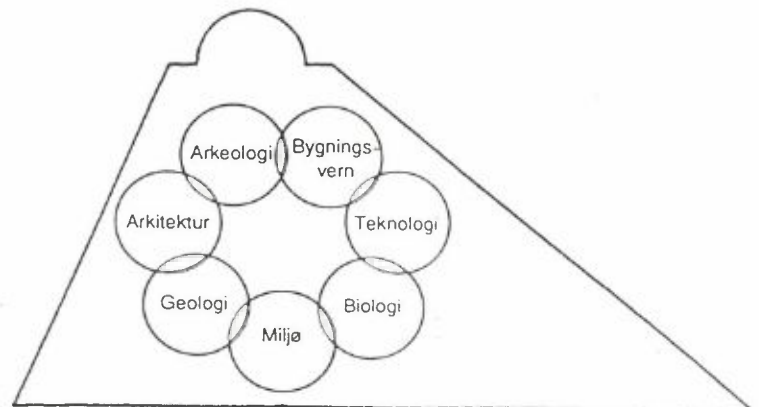 Arkeologi
Bygnings-
vern
Arkitektur
Teknologi
Geologi
Biologi
Miljø